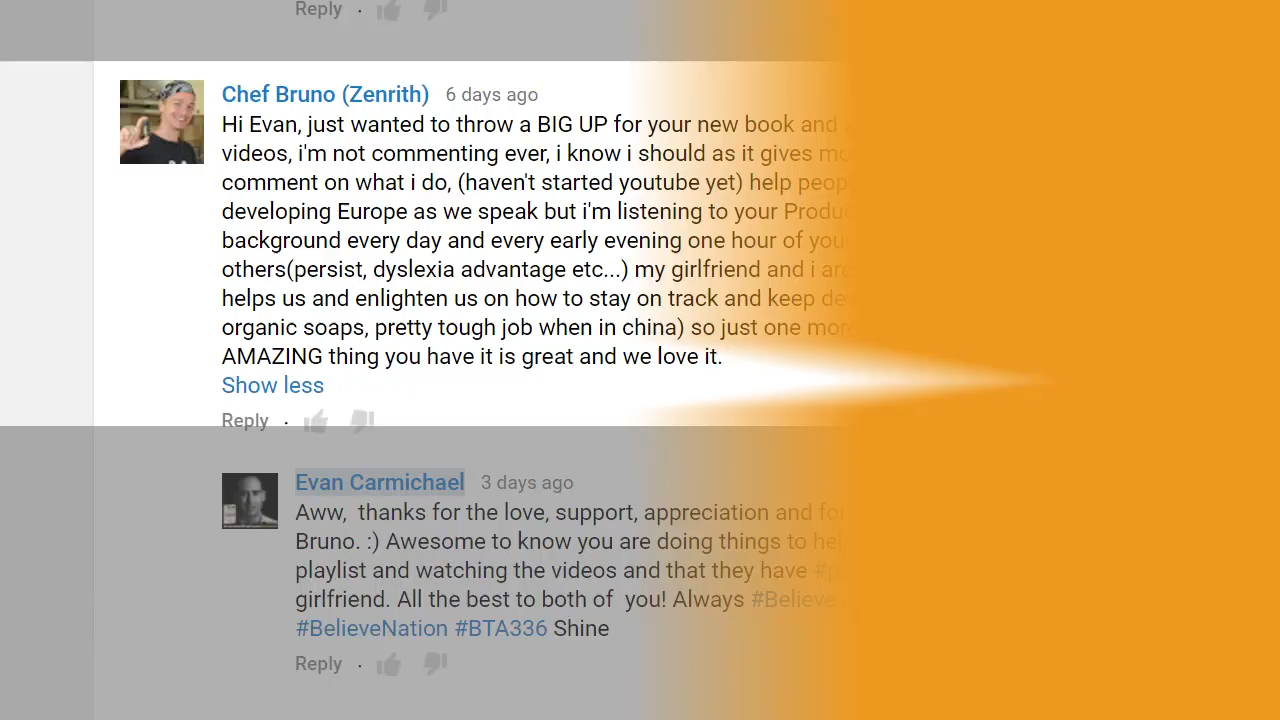 Reply ·
Chef Bruno (Zenrith) 6 days ago
Hi Evan, just wanted to throw a BIG UP for your new book and
videos, i'm not commenting ever, i know i should as it gives
comment on what i do, (haven't started youtube yet) help
developing Europe as we speak but i'm listening to your
background every day and every early evening one hour of
others(persist, dyslexia advantage etc...) my girlfriend and i are
helps us and enlighten us on how to stay on track and keep
organic soaps, pretty tough job when in china) so just one
AMAZING thing you have it is great and we love it.
Show less
Reply ·
Evan Carmichael 3 days ago
Aww, thanks for the love, support, appreciation and
Bruno. :) Awesome to know you are doing things to
playlist and watching the videos and that they have
girlfriend. All the best to both of you! Always #Believe
#BelieveNation #BTA336 Shine
Reply ·